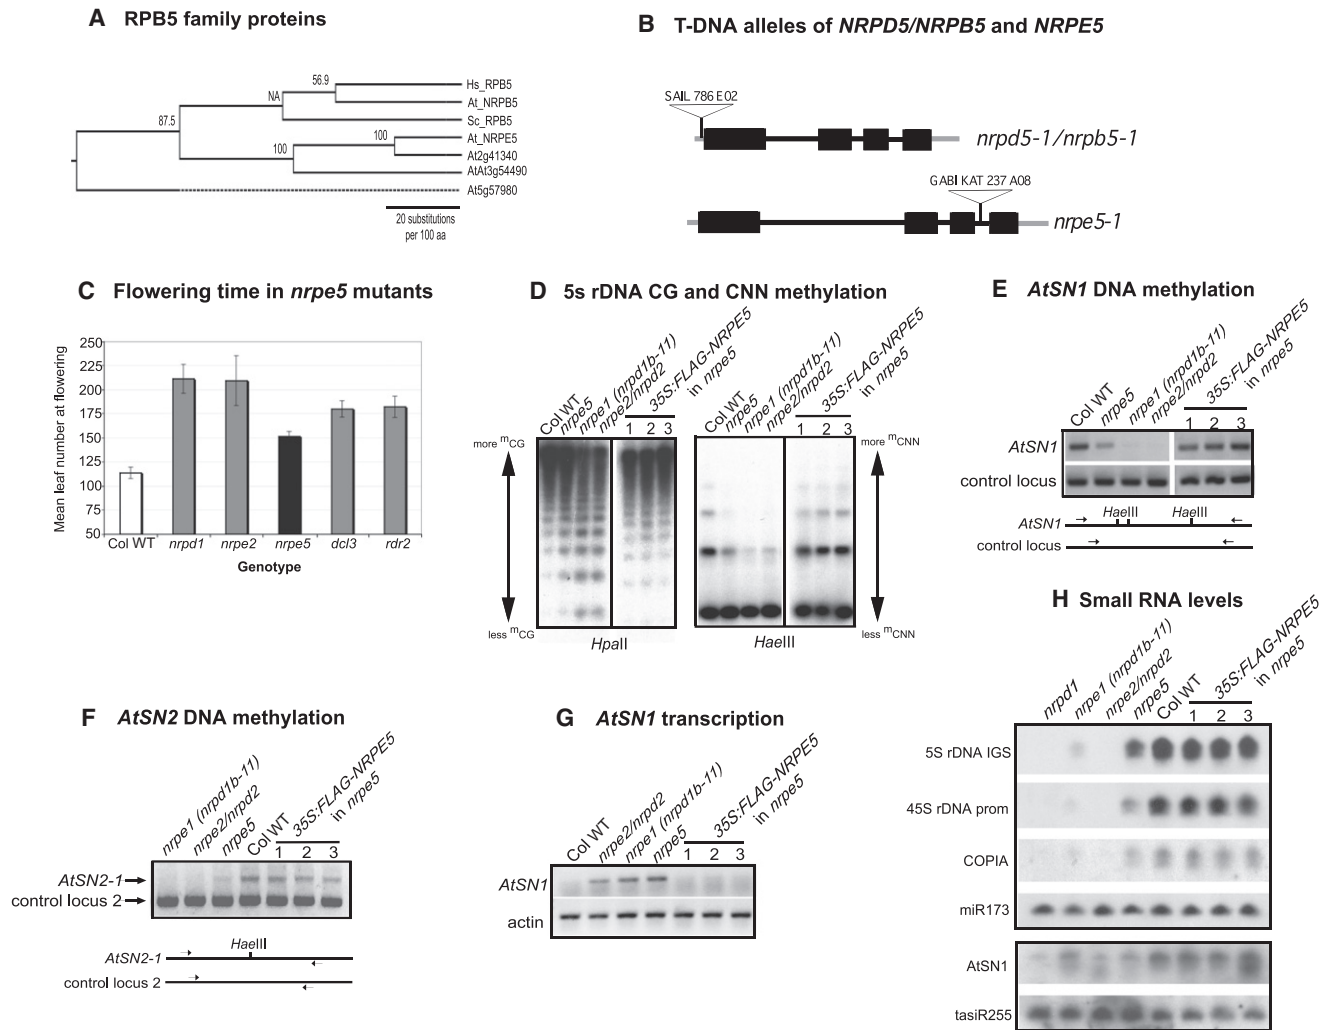 A RPB5 family proteins
Hs_RPB5
At_NRPB5
Sc_RPB5
At_NRPE5
At2g41340
AtAt3g54490
At5g57980
56.9
NA
87.5
100
100
20 substitutions
per 100 aa
B T-DNA alleles of NRPD5/NRPB5 and NRPE5
SAIL 786 E02
nrpd5-1/nrpb5-1
GABI KAT 237 A08
nrpe5-1
C Flowering time in nrpe5 mutants
Mean leaf number at flowering
250
225
200
175
150
125
100
75
50
Col WT nrpd1 nrpe2 nrpe5 dcl3 rdr2
Genotype
D 5s rDNA CG and CNN methylation
Col WT
nrpe5
nrpe1 (nrpd1b-11)
nrpe2/nrpd2
35S:FLAG-NRPE5
in nrpe5
1 2 3
more mCG
less mCG
HpaII
Col WT
nrpe5
nrpe1 (nrpd1b-11)
nrpe2/nrpd2
35S:FLAG-NRPE5
in nrpe5
1 2 3
more mCNN
less mCNN
HaeIII
E AtSN1 DNA methylation
Col WT
nrpe5
nrpe1 (nrpd1b-11)
nrpe2/nrpd2
35S:FLAG-NRPE5
in nrpe5
1 2 3
AtSN1
control locus
HaeIII HaeIII
AtSN1
control locus
F AtSN2 DNA methylation
nrpe1 (nrpd1b-11)
nrpe2/nrpd2
nrpe5
Col WT
35S:FLAG-NRPE5
in nrpe5
1 2 3
AtSN2-1
control locus 2
HaeIII
AtSN2-1
control locus 2
G AtSN1 transcription
Col WT
nrpe2/nrpd2
nrpe1 (nrpd1b-11)
nrpe5
35S:FLAG-NRPE5
in nrpe5
1 2 3
AtSN1
actin
H Small RNA levels
nrpd1
nrpe1 (nrpd1b-11)
nrpe2/nrpd2
nrpe5
Col WT
35S:FLAG-NRPE5
in nrpe5
1 2 3
5S rDNA IGS
45S rDNA prom
COPIA
miR173
AtSN1
tasiR255